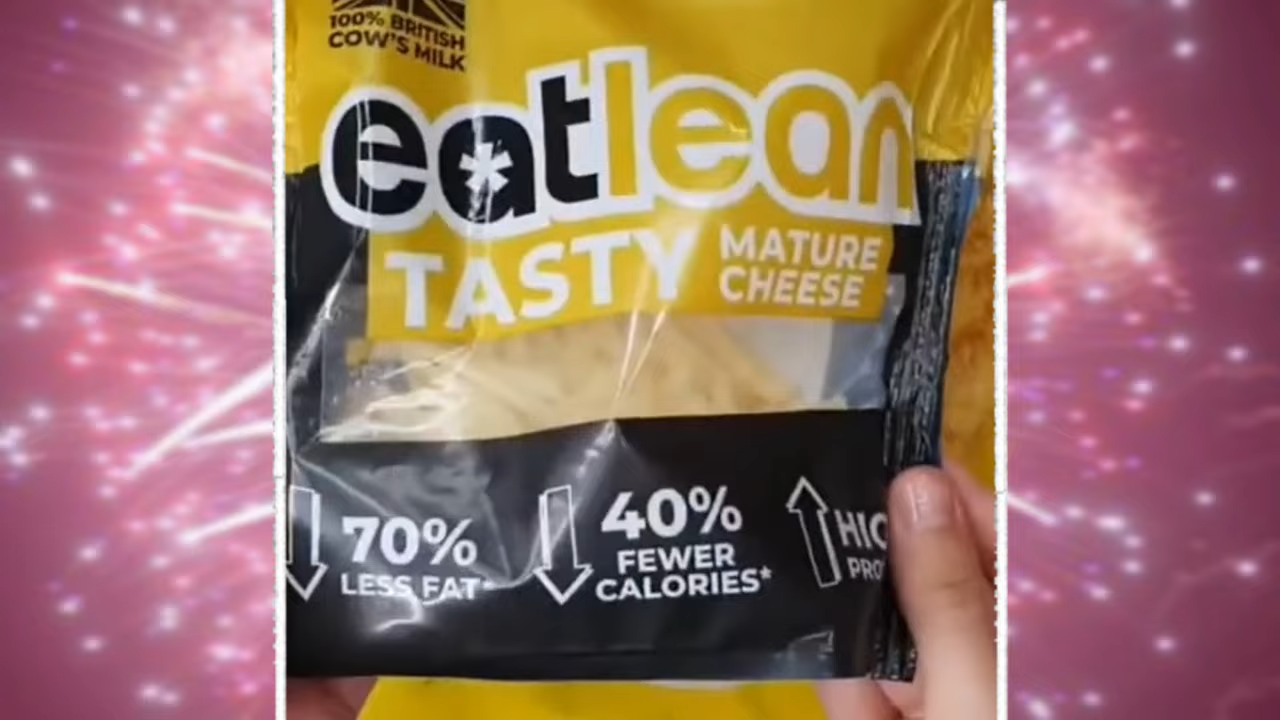 100% BRITISH
COW'S MILK
eatlean
TASTY
MATURE
CHEESE
70%
LESS FAT*
40%
FEWER
CALORIES*